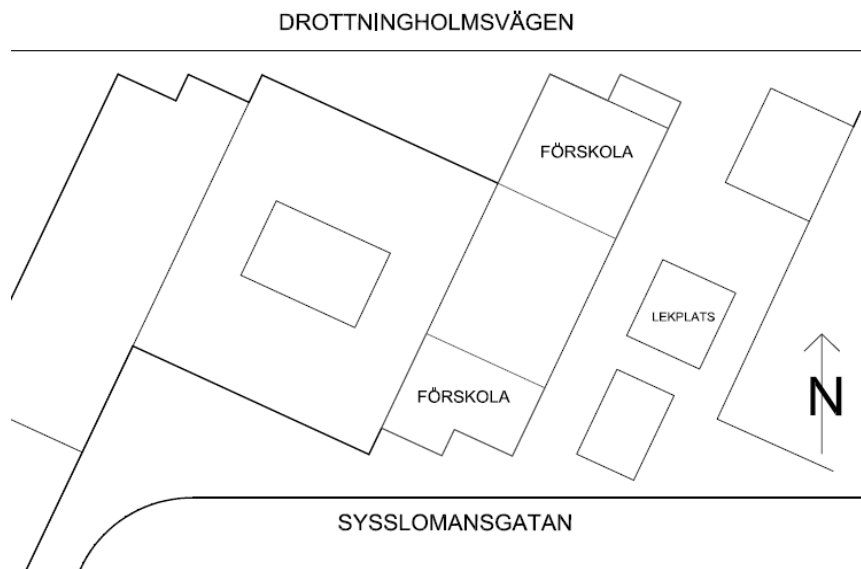 DROTTNINGHOLMSVÄGEN
FÖRSKOLA
LEKPLATS
FÖRSKOLA
N
SYSSLOMANSGATAN